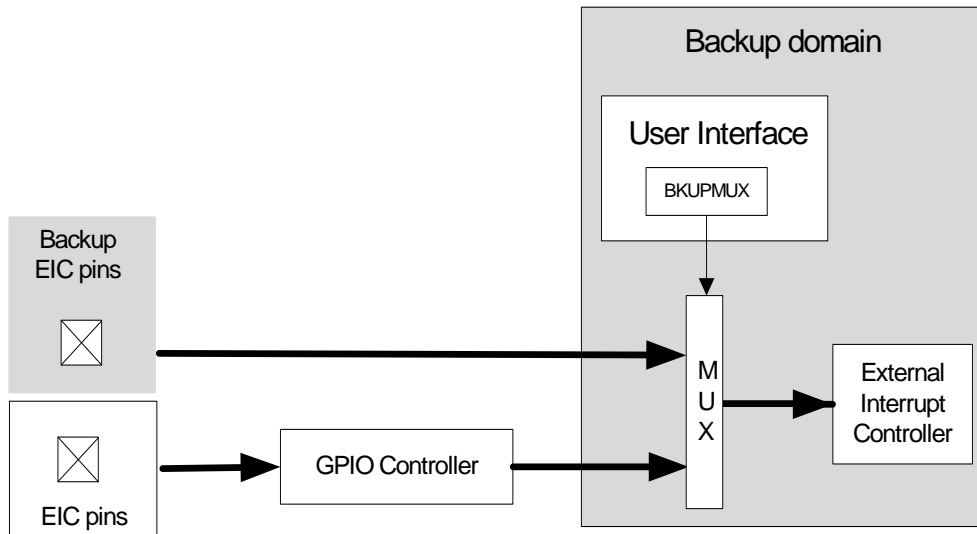 Backup domain
User Interface
BKUPMUX
Backup
EIC pins
M
U
X
External
Interrupt
Controller
GPIO Controller
EIC pins